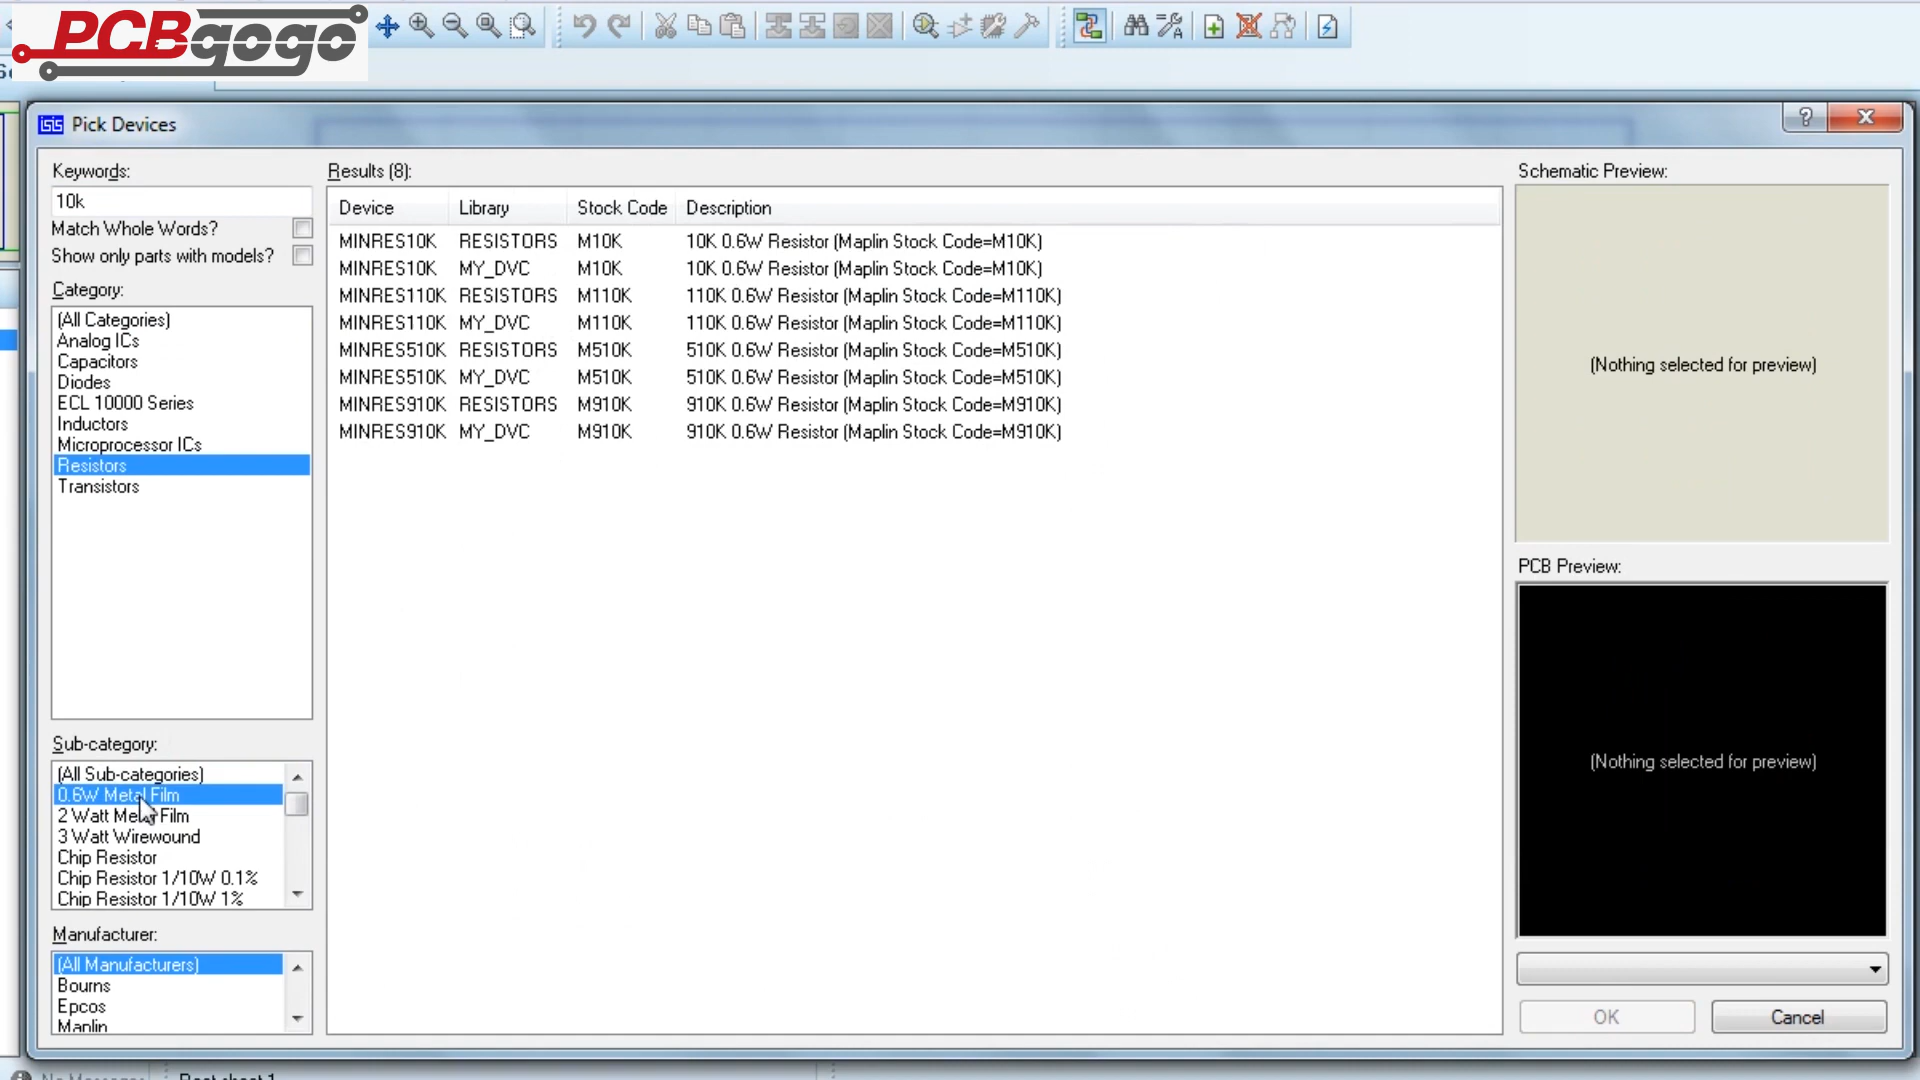 PCBgogo
isis Pick Devices
Keywords:
10k
Match Whole Words?
Show only parts with models?
Category:
(All Categories)
Analog ICs
Capacitors
Diodes
ECL 10000 Series
Inductors
Microprocessor ICs
Resistors
Transistors
Sub-category:
(All Sub-categories)
0.6W Metal Film
2 Watt Metal Film
3 Watt Wirewound
Chip Resistor
Chip Resistor 1/10W 0.1%
Chip Resistor 1/10W 1%
Manufacturer:
(All Manufacturers)
Bourns
Epcos
Maplin
Results (8):
Device Library Stock Code Description
MINRES10K RESISTORS M10K 10K 0.6W Resistor (Maplin Stock Code=M10K)
MINRES10K MY_DVC M10K 10K 0.6W Resistor (Maplin Stock Code=M10K)
MINRES110K RESISTORS M110K 110K 0.6W Resistor (Maplin Stock Code=M110K)
MINRES110K MY_DVC M110K 110K 0.6W Resistor (Maplin Stock Code=M110K)
MINRES510K RESISTORS M510K 510K 0.6W Resistor (Maplin Stock Code=M510K)
MINRES510K MY_DVC M510K 510K 0.6W Resistor (Maplin Stock Code=M510K)
MINRES910K RESISTORS M910K 910K 0.6W Resistor (Maplin Stock Code=M910K)
MINRES910K MY_DVC M910K 910K 0.6W Resistor (Maplin Stock Code=M910K)
Schematic Preview:
(Nothing selected for preview)
PCB Preview:
(Nothing selected for preview)
OK Cancel
No Messages Root sheet 1